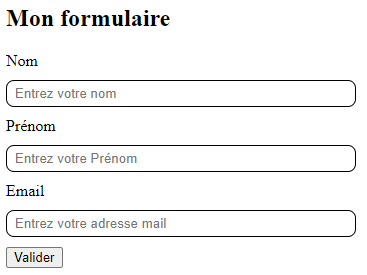 Mon formulaire
Nom
Entrez votre nom
Prénom
Entrez votre Prénom
Email
Entrez votre adresse mail
Valider